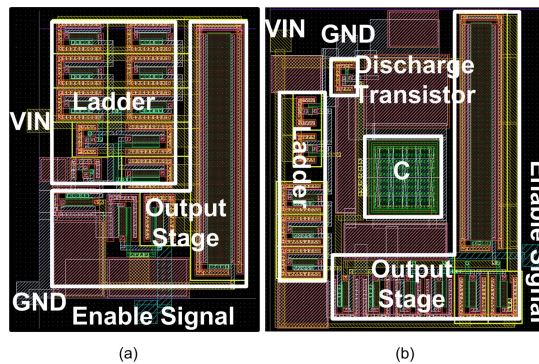 Ladder
VIN
Output
Stage
GND
Enable Signal
(a)
VIN
GND
Discharge
Transistor
Ladder
C
Output
Stage
Enable Signal
(b)